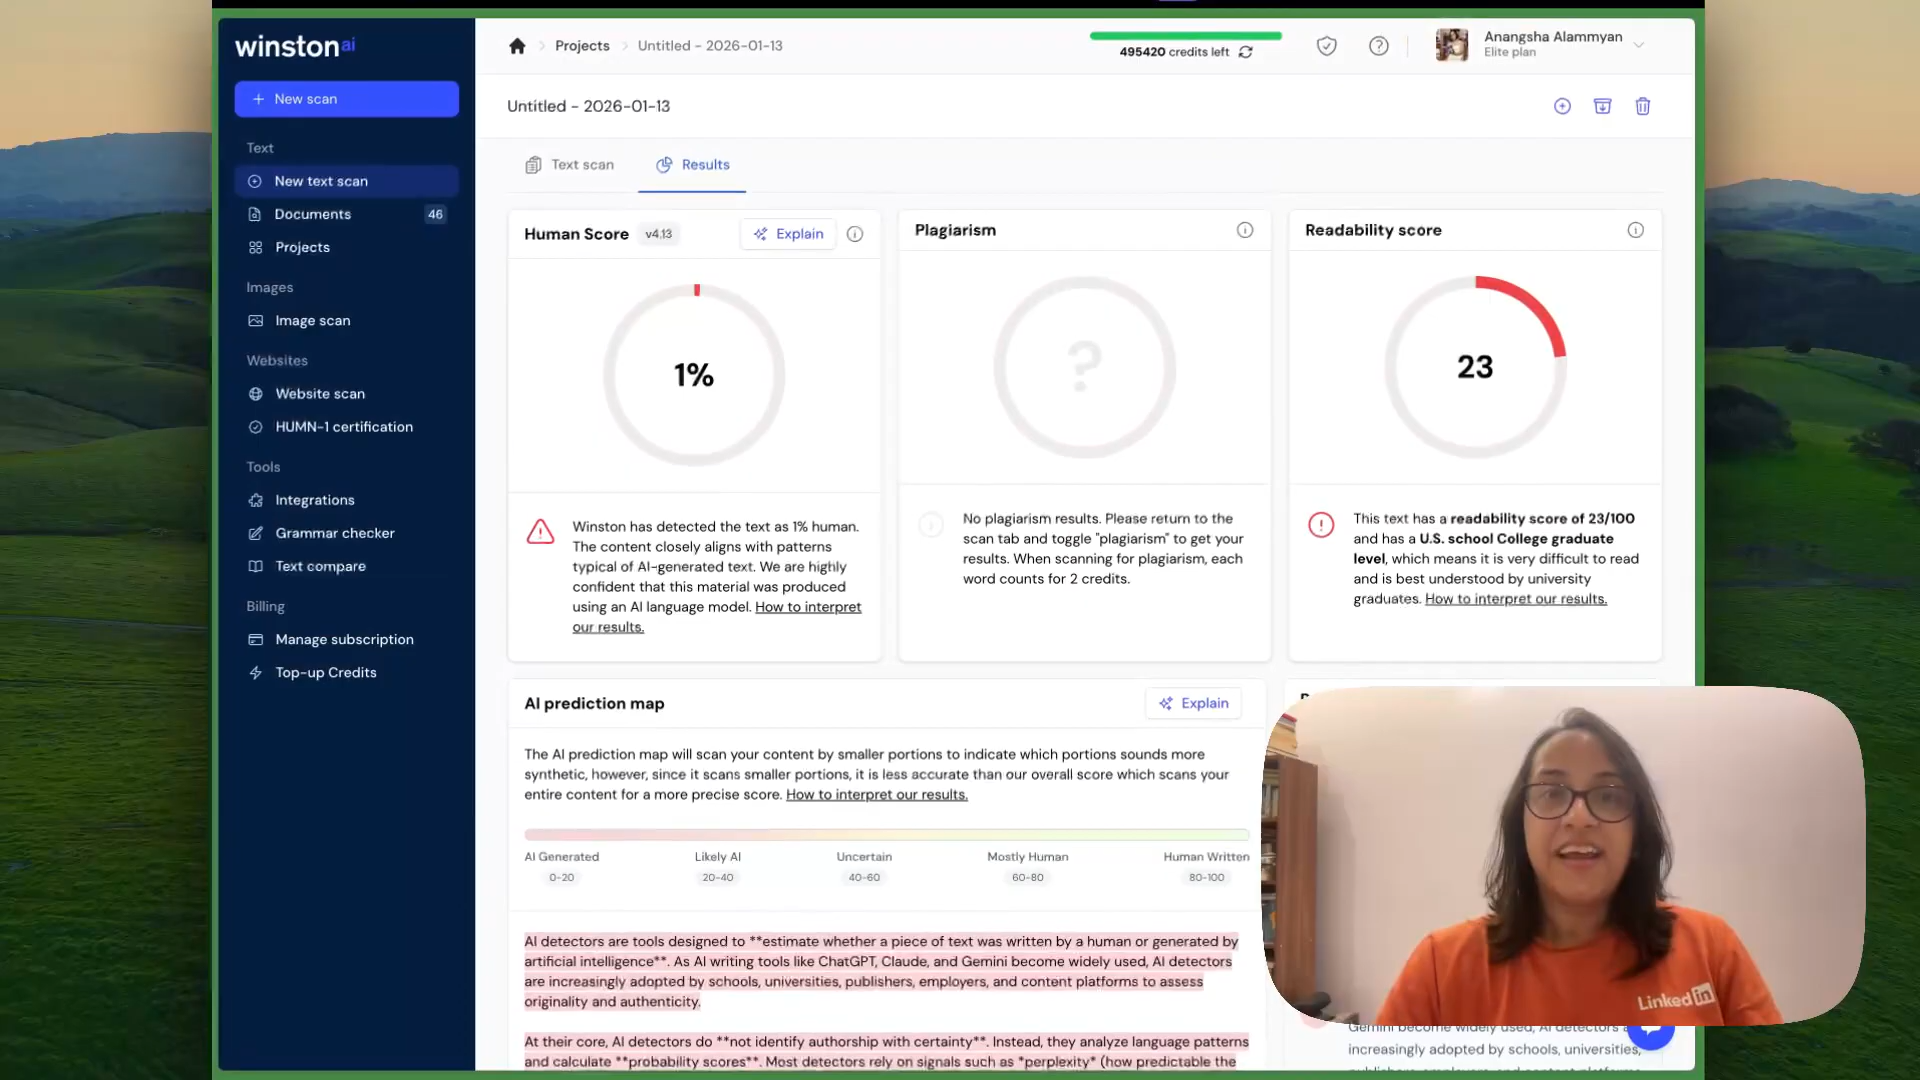 winston ai
New scan
Text
New text scan
Documents 46
Projects
Images
Image scan
Websites
Website scan
HUMN-1 certification
Tools
Integrations
Grammar checker
Text compare
Billing
Manage subscription
Top-up Credits
Projects
Untitled - 2026-01-13
495420 credits left
Anangsha Alammyan
Elite plan
Untitled - 2026-01-13
Text scan
Results
Human Score v4.13
Explain
1%
Winston has detected the text as 1% human.
The content closely aligns with patterns
typical of AI-generated text. We are highly
confident that this material was produced
using an AI language model. How to interpret
our results.
Plagiarism
?
No plagiarism results. Please return to the
scan tab and toggle "plagiarism" to get your
results. When scanning for plagiarism, each
word counts for 2 credits.
Readability score
23
This text has a readability score of 23/100
and has a U.S. school College graduate
level, which means it is very difficult to read
and is best understood by university
graduates. How to interpret our results.
AI prediction map
Explain
The AI prediction map will scan your content by smaller portions to indicate which portions sounds more
synthetic, however, since it scans smaller portions, it is less accurate than our overall score which scans your
entire content for a more precise score. How to interpret our results.
AI Generated
0-20
Likely AI
20-40
Uncertain
40-60
Mostly Human
60-80
Human Written
80-100
AI detectors are tools designed to **estimate whether a piece of text was written by a human or generated by
artificial intelligence**. As AI writing tools like ChatGPT, Claude, and Gemini become widely used, AI detectors
are increasingly adopted by schools, universities, publishers, employers, and content platforms to assess
originality and authenticity.
At their core, AI detectors do **not identify authorship with certainty**. Instead, they analyze language patterns
and calculate **probability scores**. Most detectors rely on signals such as *perplexity* (how predictable the
LinkedIn
Gemini become widely used, AI detectors
increasingly adopted by schools, universities,